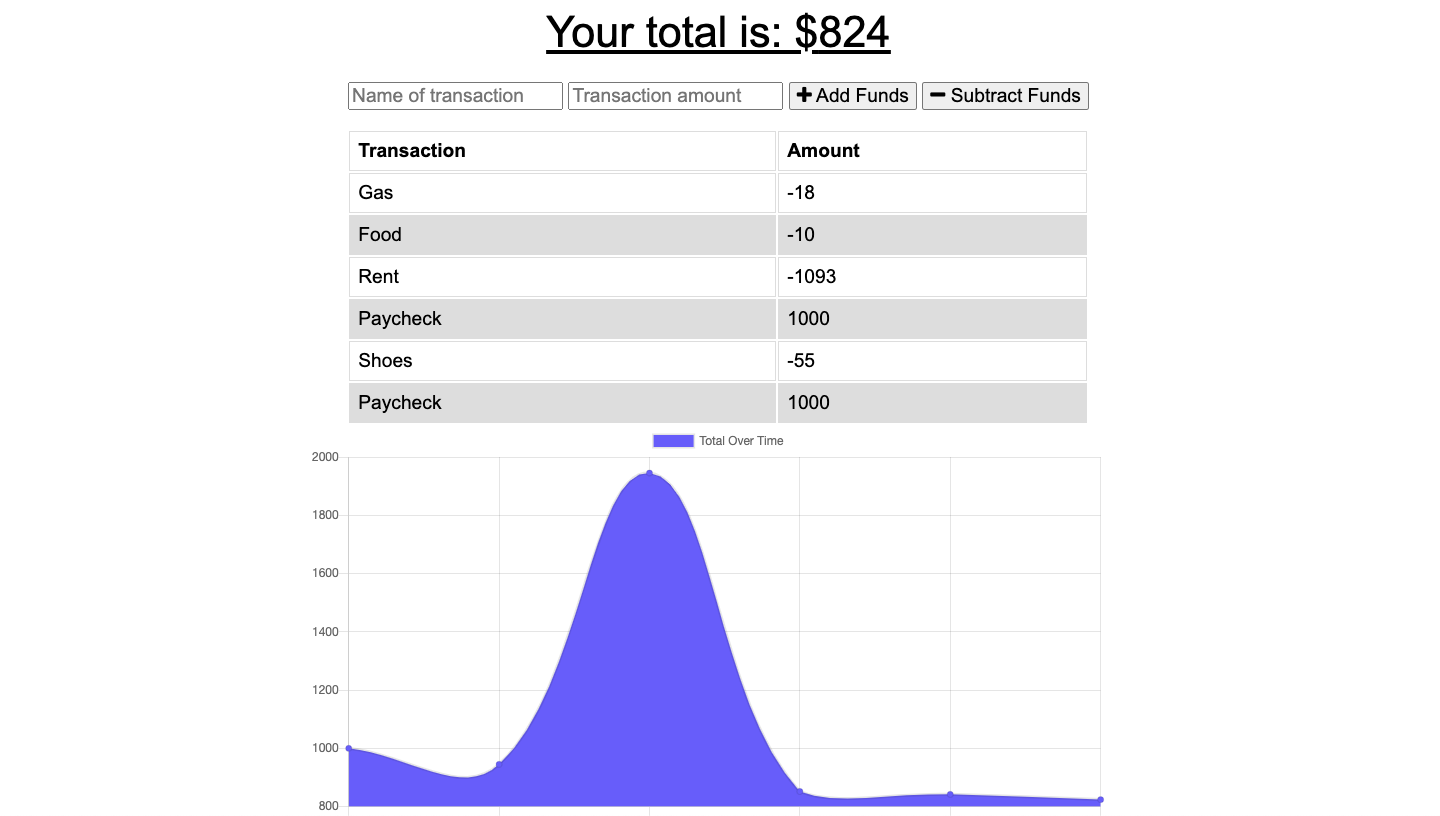 Your total is: $824
Name of transaction Transaction amount + Add Funds − Subtract Funds
Transaction Amount
Gas -18
Food -10
Rent -1093
Paycheck 1000
Shoes -55
Paycheck 1000
Total Over Time
2000
1800
1600
1400
1200
1000
800